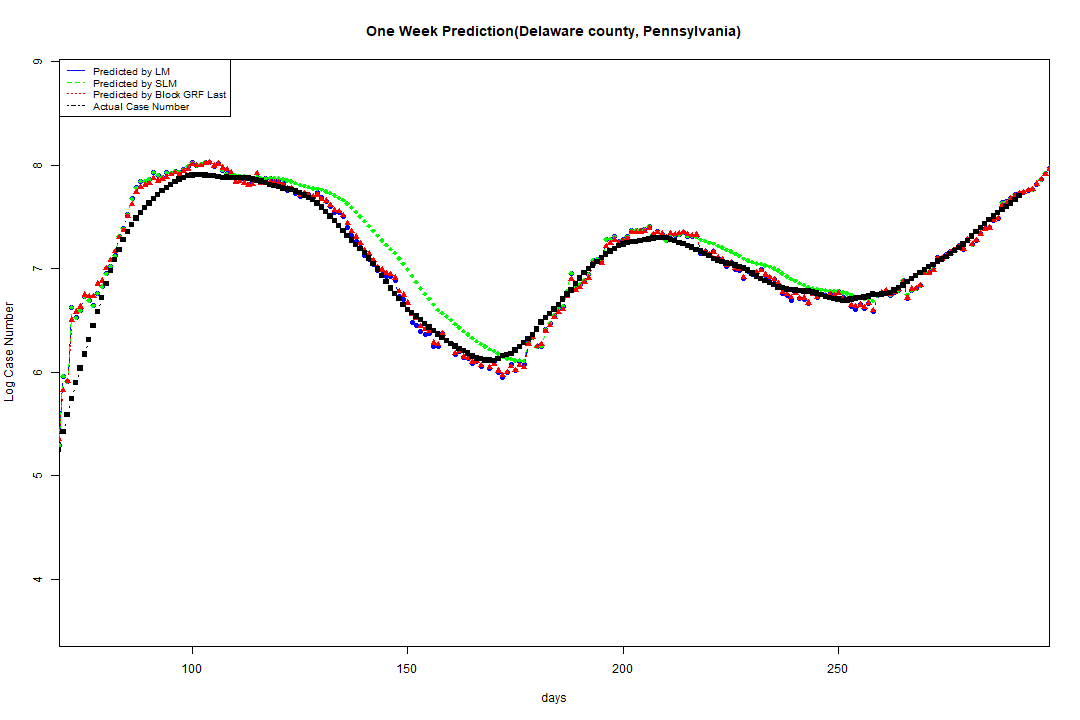 One Week Prediction(Delaware county, Pennsylvania)
Predicted by LM
Predicted by SLM
Predicted by Block GRF Last
Actual Case Number
9
8
7
6
5
4
Log Case Number
100 150 200 250
days